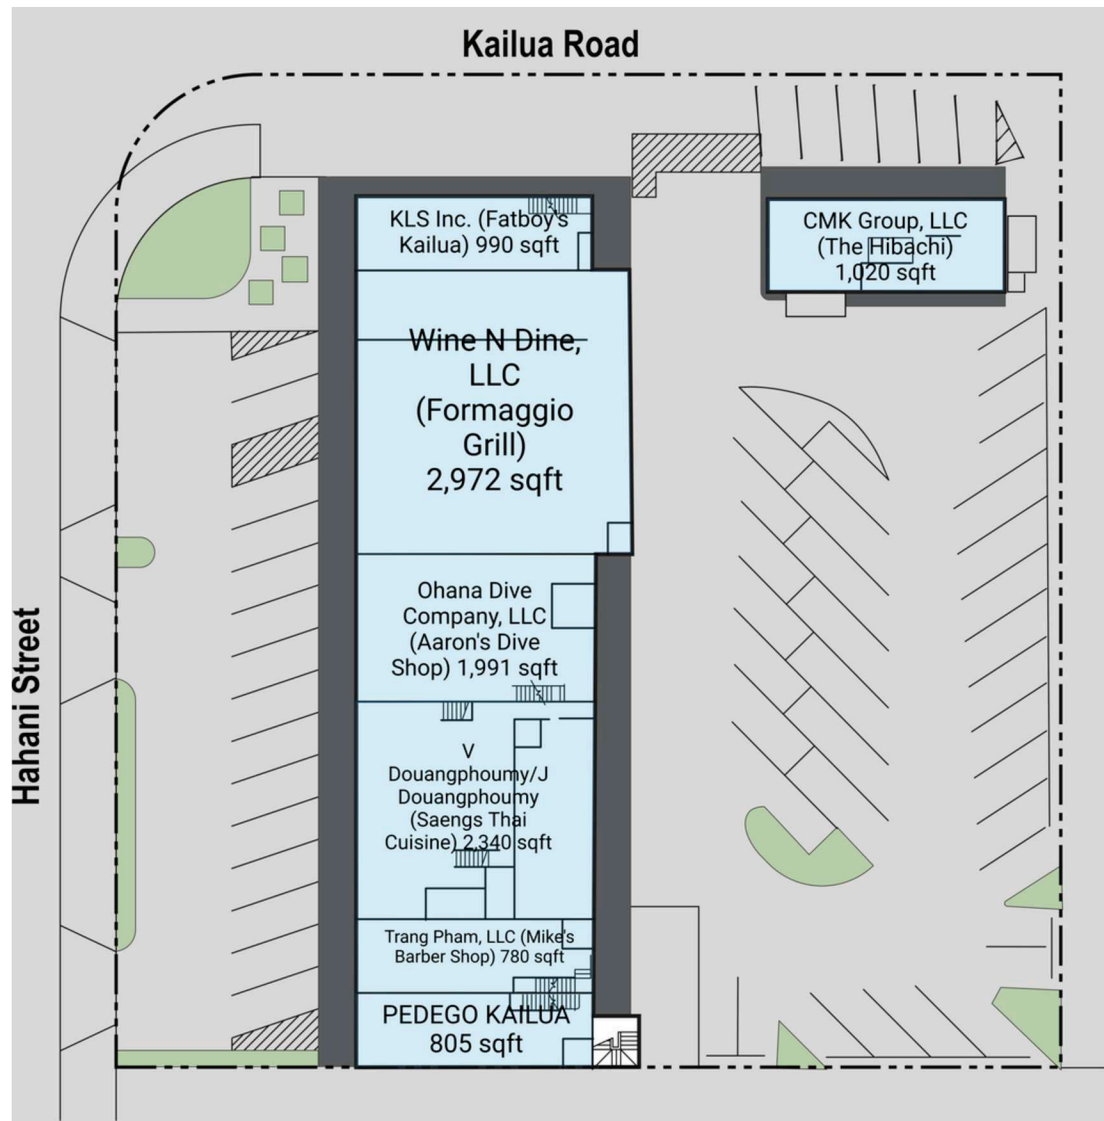 Kailua Road
KLS Inc. (Fatboy's
Kailua) 990 sqft
CMK Group, LLC
(The Hibachi)
1,020 sqft
Wine N Dine,
LLC
(Formaggio
Grill)
2,972 sqft
Ohana Dive
Company, LLC
(Aaron's Dive
Shop) 1,991 sqft
Hahani Street
V
Douangphoumy/J
Douangphoumy
(Saengs Thai
Cuisine) 2,340 sqft
Trang Pham, LLC (Mike's
Barber Shop) 780 sqft
PEDEGO KAILUA
805 sqft